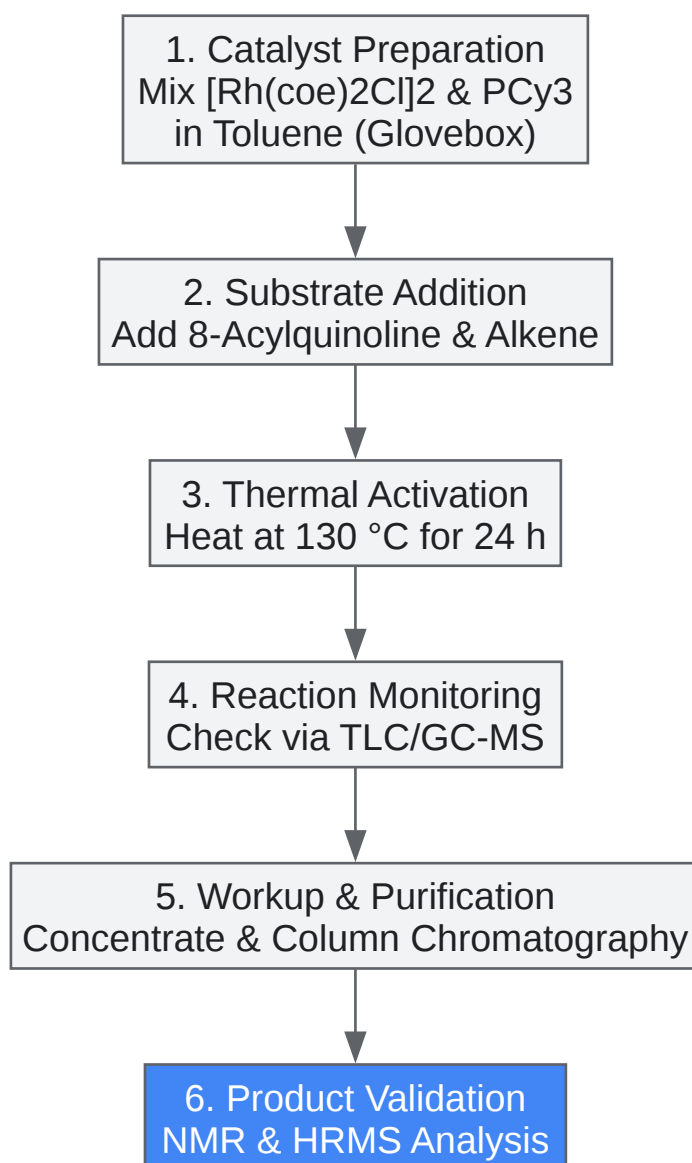 1. Catalyst Preparation
Mix [Rh(coe)2Cl]2 & PCy3
in Toluene (Glovebox)
2. Substrate Addition
Add 8-Acylquinoline & Alkene
3. Thermal Activation
Heat at 130 °C for 24 h
4. Reaction Monitoring
Check via TLC/GC-MS
5. Workup & Purification
Concentrate & Column Chromatography
6. Product Validation
NMR & HRMS Analysis